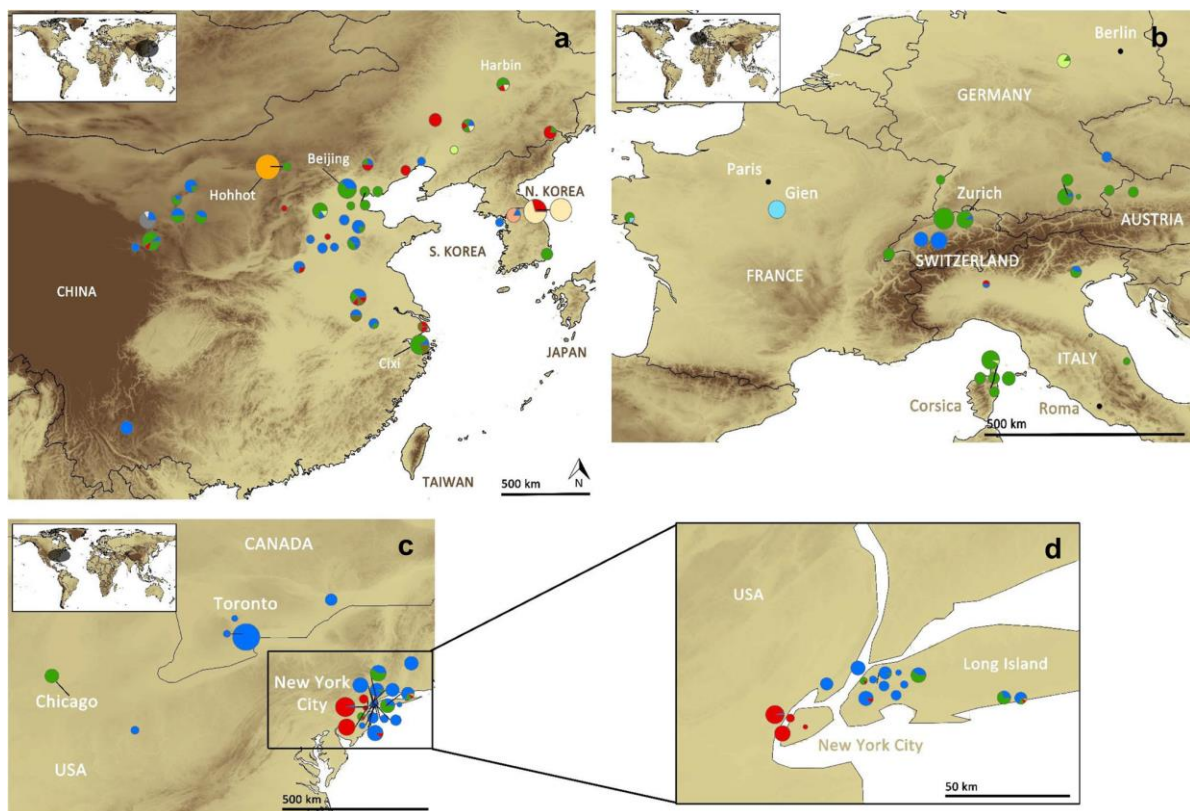 a
Harbin
Beijing
Hohhot
N. KOREA
S. KOREA
CHINA
JAPAN
Cixi
TAIWAN
500 km
N
b
Berlin
GERMANY
Paris
Gien
Zurich
AUSTRIA
SWITZERLAND
FRANCE
ITALY
Corsica
Roma
500 km
c
CANADA
Toronto
New York
City
Chicago
USA
500 km
d
USA
Long Island
New York City
50 km